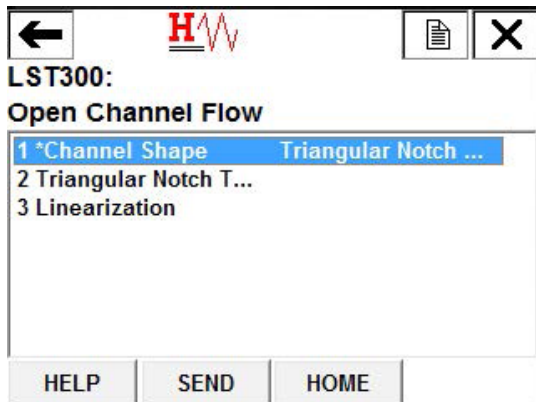 H
LST300:
Open Channel Flow
1 *Channel Shape Triangular Notch ...
2 Triangular Notch T...
3 Linearization
HELP SEND HOME